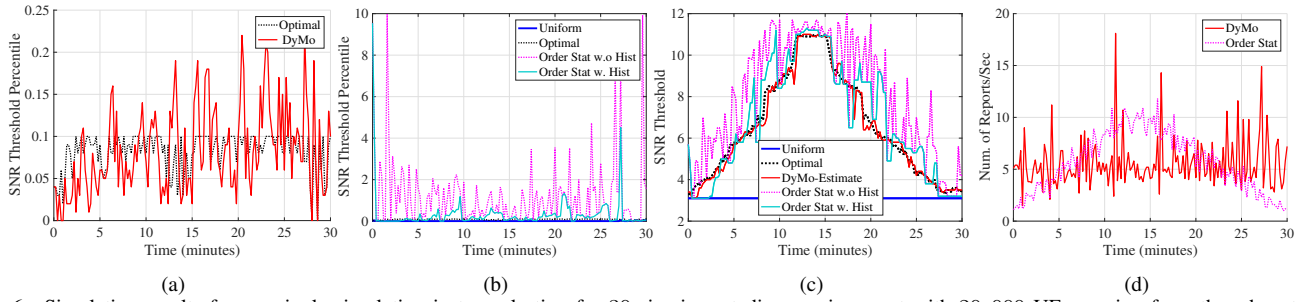 SNR Threshold Percentile
0.25
0.2
0.15
0.1
0.05
0
Optimal
DyMo
0 5 10 15 20 25 30
Time (minutes)
(a)
SNR Threshold Percentile
10
8
6
4
2
0
Uniform
Optimal
Order Stat w.o Hist
Order Stat w. Hist
0 5 10 15 20 25 30
Time (minutes)
(b)
SNR Threshold
12
10
8
6
4
2
Uniform
Optimal
DyMo-Estimate
Order Stat w.o Hist
Order Stat w. Hist
0 5 10 15 20 25 30
Time (minutes)
(c)
Num. of Reports/Sec
20
15
10
5
0
DyMo
Order Stat
0 5 10 15 20 25 30
Time (minutes)
(d)